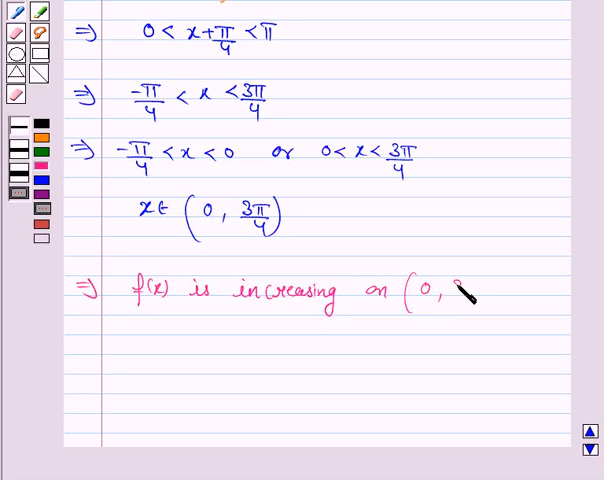 ⇒ 0 < x + π/4 < π
⇒ -π/4 < x < 3π/4
⇒ -π/4 < x < 0 or 0 < x < 3π/4
x ∈ (0, 3π/4)
⇒ f(x) is increasing on (0,